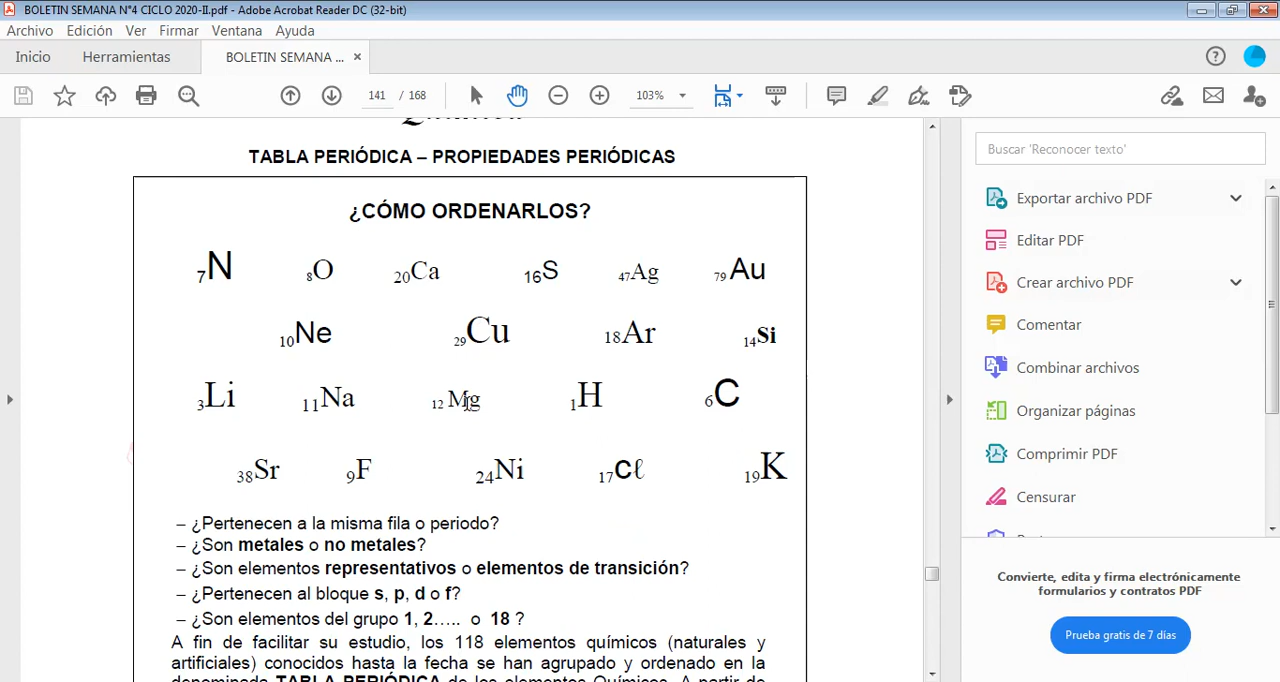 BOLETIN SEMANA N°4 CICLO 2020-II.pdf - Adobe Acrobat Reader DC (32-bit)
Archivo Edición Ver Firmar Ventana Ayuda
Inicio Herramientas BOLETIN SEMANA ... ×
141 / 168 103%
TABLA PERIÓDICA – PROPIEDADES PERIÓDICAS
¿CÓMO ORDENARLOS?
7N 8O 20Ca 16S 47Ag 79Au
10Ne 29Cu 18Ar 14Si
3Li 11Na 12Mg 1H 6C
38Sr 9F 24Ni 17Cℓ 19K
– ¿Pertenecen a la misma fila o periodo?
– ¿Son metales o no metales?
– ¿Son elementos representativos o elementos de transición?
– ¿Pertenecen al bloque s, p, d o f?
– ¿Son elementos del grupo 1, 2..... o 18 ?
A fin de facilitar su estudio, los 118 elementos químicos (naturales y
artificiales) conocidos hasta la fecha se han agrupado y ordenado en la
denominada TABLA PERIÓDICA de los elementos Químicos. A partir de
Buscar 'Reconocer texto'
Exportar archivo PDF
Editar PDF
Crear archivo PDF
Comentar
Combinar archivos
Organizar páginas
Comprimir PDF
Censurar
Convierte, edita y firma electrónicamente
formularios y contratos PDF
Prueba gratis de 7 días